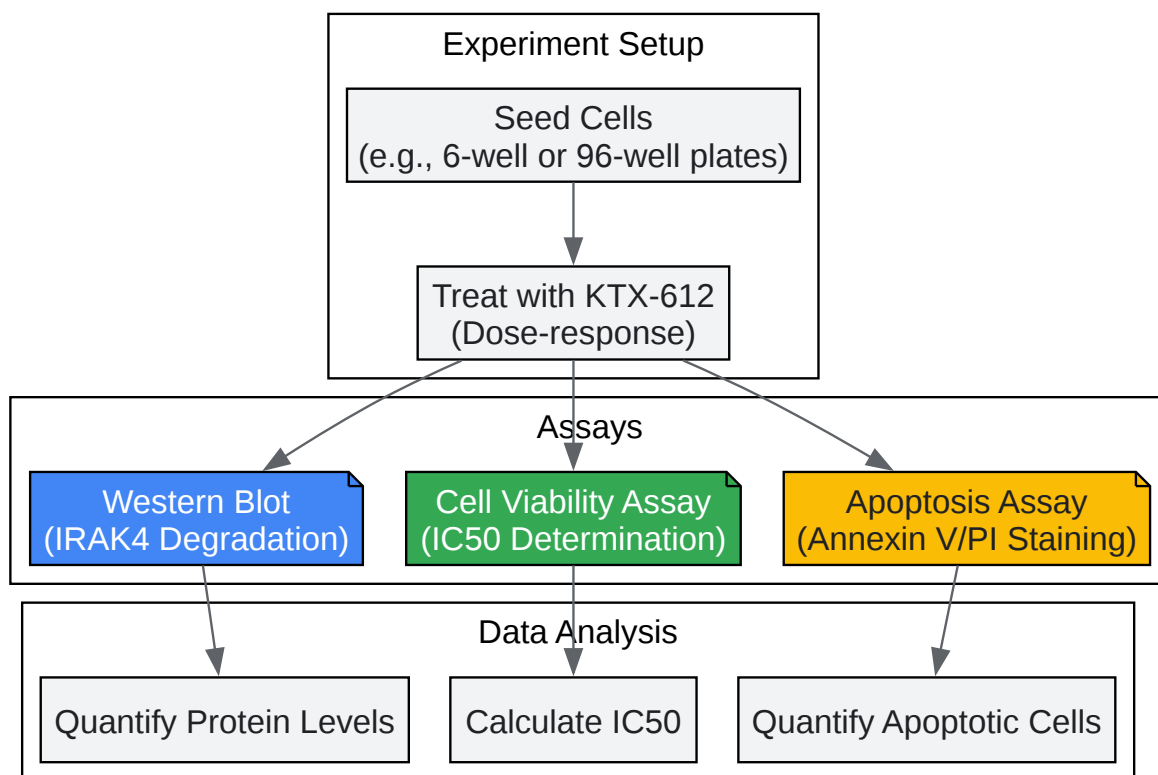 Experiment Setup
Seed Cells
(e.g., 6-well or 96-well plates)
Treat with KTX-612
(Dose-response)
Assays
Western Blot
(IRAK4 Degradation)
Cell Viability Assay
(IC50 Determination)
Apoptosis Assay
(Annexin V/PI Staining)
Data Analysis
Quantify Protein Levels
Calculate IC50
Quantify Apoptotic Cells